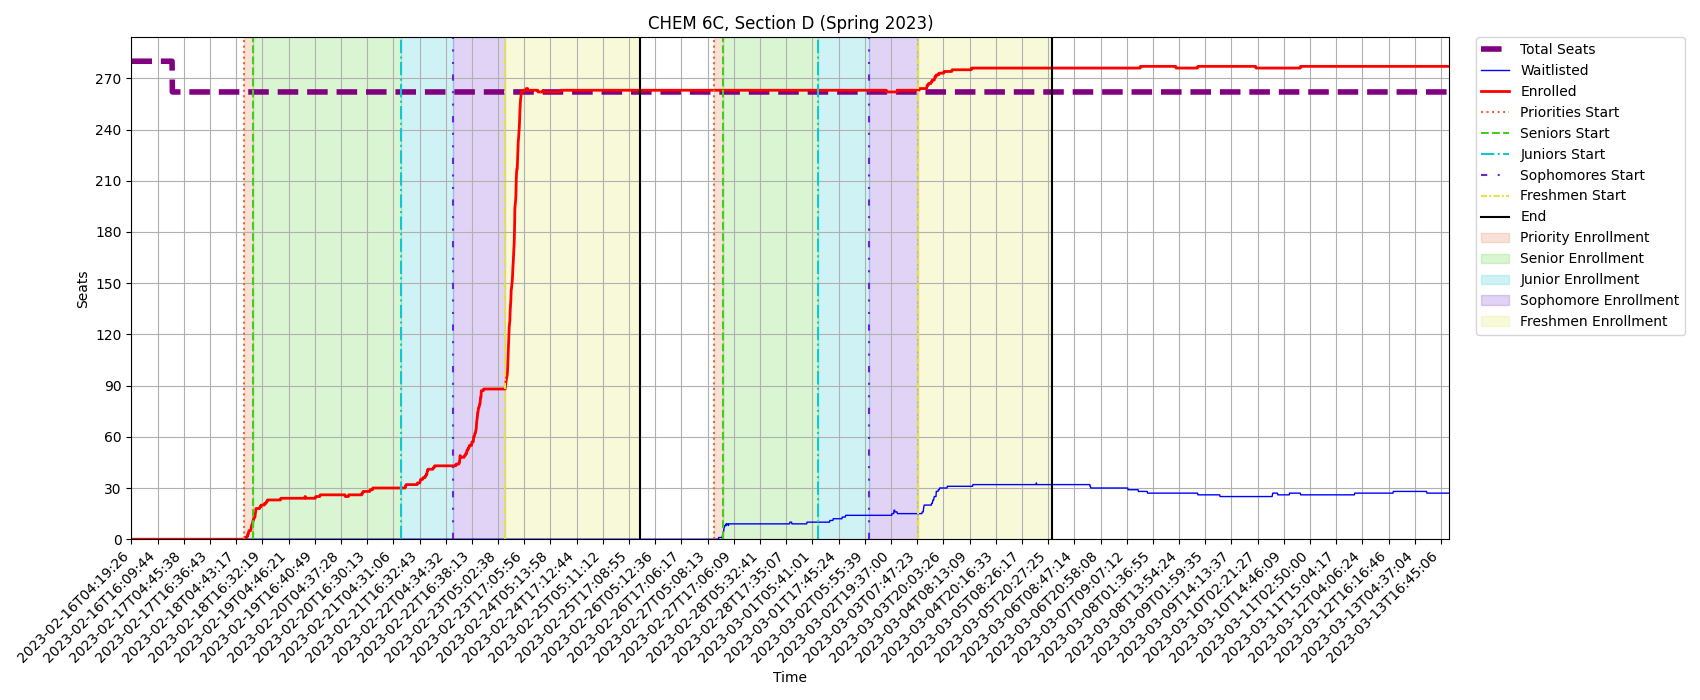 CHEM 6C, Section D (Spring 2023)
Seats
270
240
210
180
150
120
90
60
30
0
2023-02-16T04:19:26
2023-02-16T16:09:44
2023-02-17T04:45:38
2023-02-17T16:36:43
2023-02-18T04:43:17
2023-02-18T16:32:19
2023-02-19T04:46:21
2023-02-19T16:40:49
2023-02-20T04:37:28
2023-02-20T16:30:13
2023-02-21T04:31:06
2023-02-21T16:32:43
2023-02-22T04:34:32
2023-02-22T16:38:13
2023-02-23T05:02:38
2023-02-23T17:05:56
2023-02-24T05:13:58
2023-02-24T17:12:44
2023-02-25T05:11:12
2023-02-25T17:08:55
2023-02-26T05:12:36
2023-02-26T17:06:17
2023-02-27T05:08:13
2023-02-27T17:06:09
2023-02-28T05:32:41
2023-02-28T17:35:07
2023-03-01T05:41:01
2023-03-01T17:45:24
2023-03-02T05:55:39
2023-03-02T19:37:00
2023-03-03T07:47:23
2023-03-03T20:03:26
2023-03-04T08:13:09
2023-03-04T20:16:33
2023-03-05T08:26:17
2023-03-05T20:27:25
2023-03-06T08:47:14
2023-03-06T20:58:08
2023-03-07T09:07:12
2023-03-08T01:36:55
2023-03-08T13:54:24
2023-03-09T01:59:35
2023-03-09T14:13:37
2023-03-10T02:21:27
2023-03-10T14:46:09
2023-03-11T02:50:00
2023-03-11T15:04:17
2023-03-12T04:06:24
2023-03-12T16:16:46
2023-03-13T04:37:04
2023-03-13T16:45:06
Time
Total Seats
Waitlisted
Enrolled
Priorities Start
Seniors Start
Juniors Start
Sophomores Start
Freshmen Start
End
Priority Enrollment
Senior Enrollment
Junior Enrollment
Sophomore Enrollment
Freshmen Enrollment